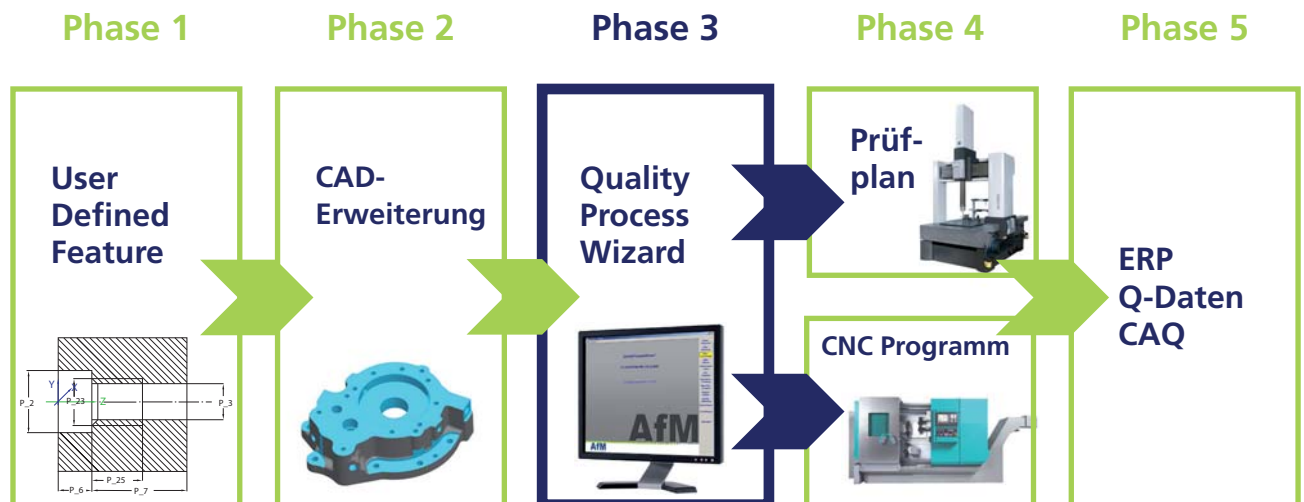 Phase 1
Phase 2
Phase 3
Phase 4
Phase 5
User
Defined
Feature
Y
X
Z
P_2
P_23
P_3
P_25
P_6
P_7
CAD-
Erweiterung
Quality
Process
Wizard
AfM
AfM
Prüf-
plan
CNC Programm
ERP
Q-Daten
CAQ